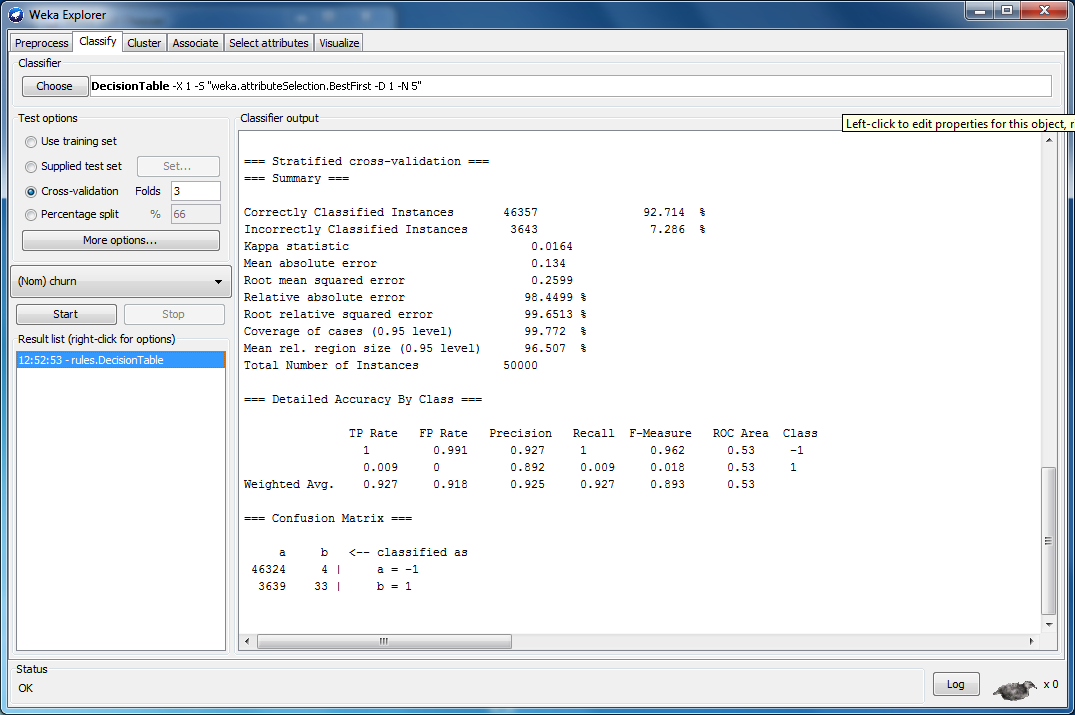 Weka Explorer
Preprocess Classify Cluster Associate Select attributes Visualize
Classifier
Choose DecisionTable -X 1 -S "weka.attributeSelection.BestFirst -D 1 -N 5"
Left-click to edit properties for this object, r
Test options
Use training set
Supplied test set Set...
Cross-validation Folds 3
Percentage split % 66
More options...
(Nom) churn
Start Stop
Result list (right-click for options)
12:52:53 - rules.DecisionTable
Classifier output
=== Stratified cross-validation ===
=== Summary ===
Correctly Classified Instances 46357 92.714 %
Incorrectly Classified Instances 3643 7.286 %
Kappa statistic 0.0164
Mean absolute error 0.134
Root mean squared error 0.2599
Relative absolute error 98.4499 %
Root relative squared error 99.6513 %
Coverage of cases (0.95 level) 99.772 %
Mean rel. region size (0.95 level) 96.507 %
Total Number of Instances 50000
=== Detailed Accuracy By Class ===
TP Rate FP Rate Precision Recall F-Measure ROC Area Class
1 0.991 0.927 1 0.962 0.53 -1
0.009 0 0.892 0.009 0.018 0.53 1
Weighted Avg. 0.927 0.918 0.925 0.927 0.893 0.53
=== Confusion Matrix ===
a b <-- classified as
46324 4 | a = -1
3639 33 | b = 1
Status
OK
Log x 0